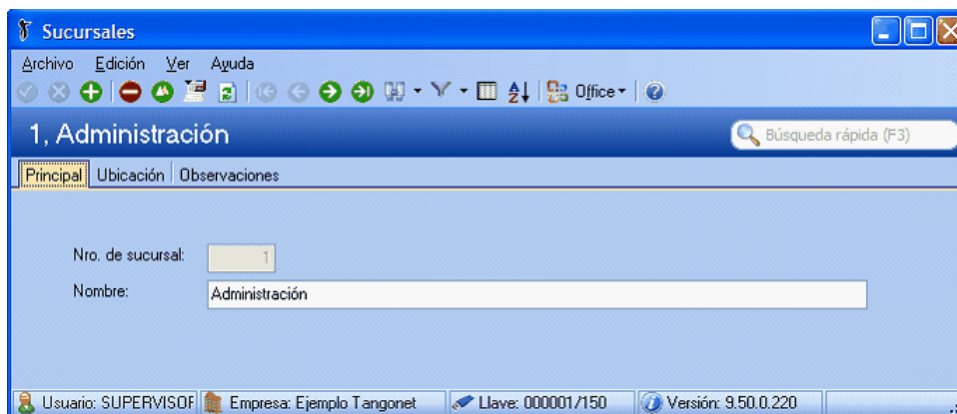 Sucursales
Archivo Edición Ver Ayuda
Office
1, Administración
Búsqueda rápida (F3)
Principal Ubicación Observaciones
Nro. de sucursal: 1
Nombre: Administración
Usuario: SUPERVISOR Empresa: Ejemplo Tangonet Llave: 000001/150 Versión: 9.50.0.220